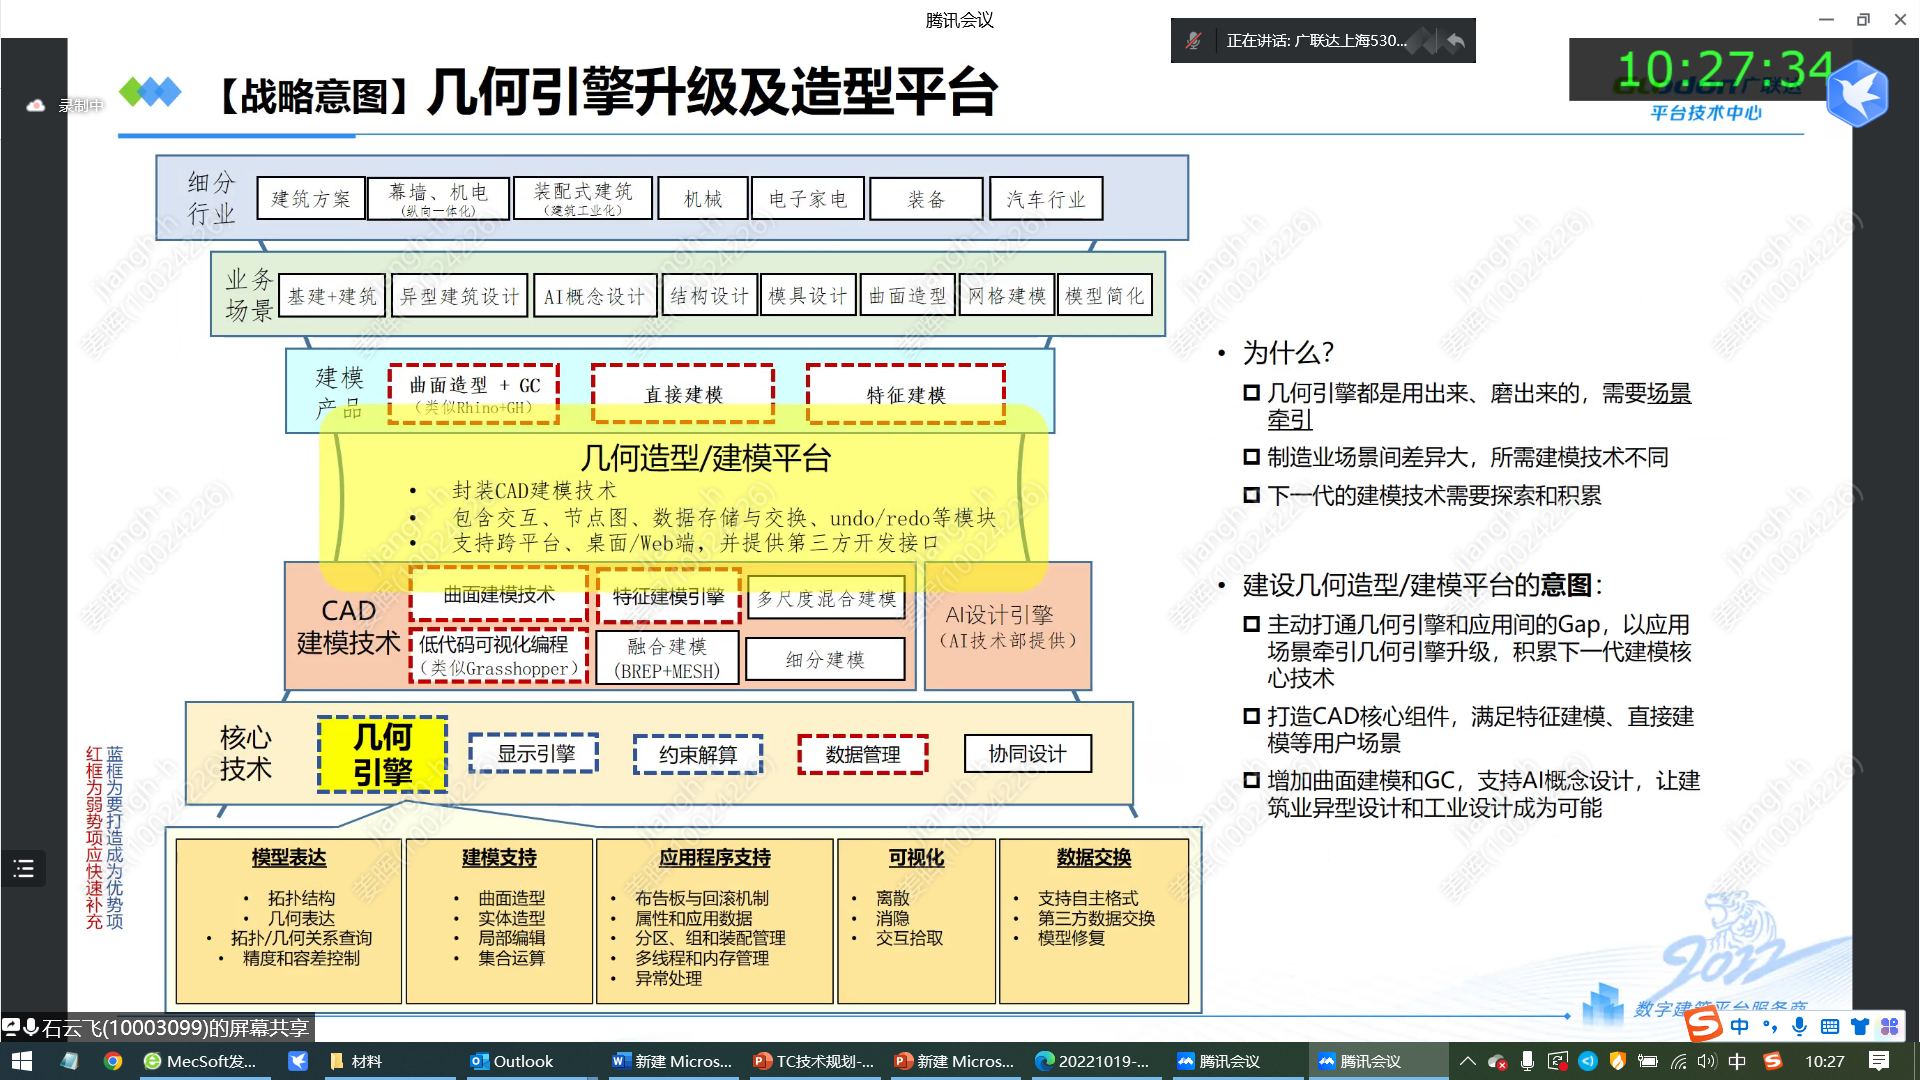 腾讯会议
正在讲话: 广联达上海530...
10:27:34
录制中
【战略意图】几何引擎升级及造型平台
平台技术中心
细分
行业
建筑方案
幕墙、机电
(纵向一体化)
装配式建筑
(建筑工业化)
机械
电子家电
装备
汽车行业
业务
场景
基建+建筑
异型建筑设计
AI概念设计
结构设计
模具设计
曲面造型
网格建模
模型简化
建模
产品
曲面造型 + GC
(类似Rhino+GH)
直接建模
特征建模
几何造型/建模平台
• 封装CAD建模技术
• 包含交互、节点图、数据存储与交换、undo/redo等模块
• 支持跨平台、桌面/Web端，并提供第三方开发接口
CAD
建模技术
曲面建模技术
特征建模引擎
多尺度混合建模
低代码可视化编程
(类似Grasshopper)
融合建模
(BREP+MESH)
细分建模
AI设计引擎
(AI技术部提供)
核心
技术
几何
引擎
显示引擎
约束解算
数据管理
协同设计
蓝框为要打造成为优势项
红框为弱势项应快速补充
模型表达
• 拓扑结构
• 几何表达
• 拓扑/几何关系查询
• 精度和容差控制
建模支持
• 曲面造型
• 实体造型
• 局部编辑
• 集合运算
应用程序支持
• 布告板与回滚机制
• 属性和应用数据
• 分区、组和装配管理
• 多线程和内存管理
• 异常处理
可视化
• 离散
• 消隐
• 交互拾取
数据交换
• 支持自主格式
• 第三方数据交换
• 模型修复
• 为什么？
几何引擎都是用出来、磨出来的，需要场景
牵引
制造业场景间差异大，所需建模技术不同
下一代的建模技术需要探索和积累
• 建设几何造型/建模平台的意图：
主动打通几何引擎和应用间的Gap，以应用
场景牵引几何引擎升级，积累下一代建模核
心技术
打造CAD核心组件，满足特征建模、直接建
模等用户场景
增加曲面建模和GC，支持AI概念设计，让建
筑业异型设计和工业设计成为可能
2022
数字建筑平台服务商
石云飞(10003099)的屏幕共享
中
MecSoft发...
材料
Outlook
新建 Micros...
TC技术规划-...
新建 Micros...
20221019-...
腾讯会议
腾讯会议
中
10:27